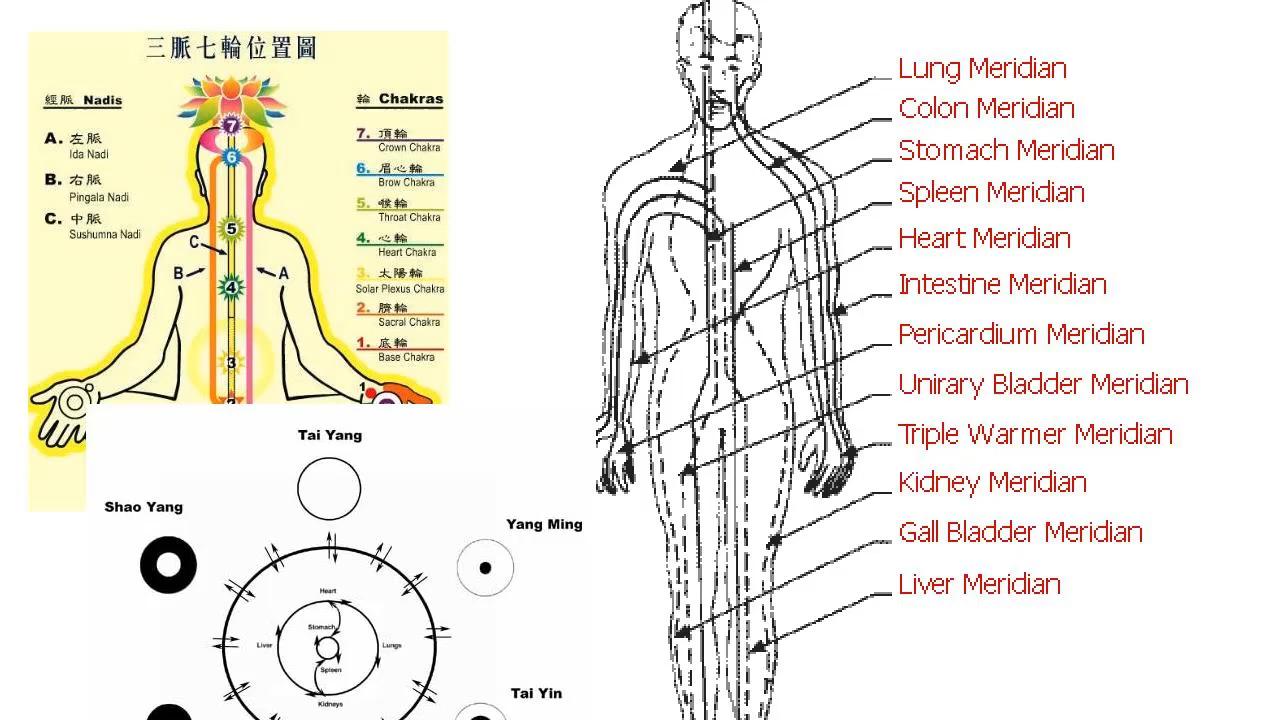 三脈七輪位置圖
經脈 Nadis
A. 左脈
Ida Nadi
B. 右脈
Pingala Nadi
C. 中脈
Sushumna Nadi
輪 Chakras
7. 頂輪
Crown Chakra
6. 眉心輪
Brow Chakra
5. 喉輪
Throat Chakra
4. 心輪
Heart Chakra
3. 太陽輪
Solar Plexus Chakra
2. 臍輪
Sacral Chakra
1. 底輪
Base Chakra
7
6
5
C
B
A
4
3
1
Tai Yang
Shao Yang
Yang Ming
Heart
Stomach
Liver
Lungs
Spleen
Kidneys
Tai Yin
Lung Meridian
Colon Meridian
Stomach Meridian
Spleen Meridian
Heart Meridian
Intestine Meridian
Pericardium Meridian
Unirary Bladder Meridian
Triple Warmer Meridian
Kidney Meridian
Gall Bladder Meridian
Liver Meridian